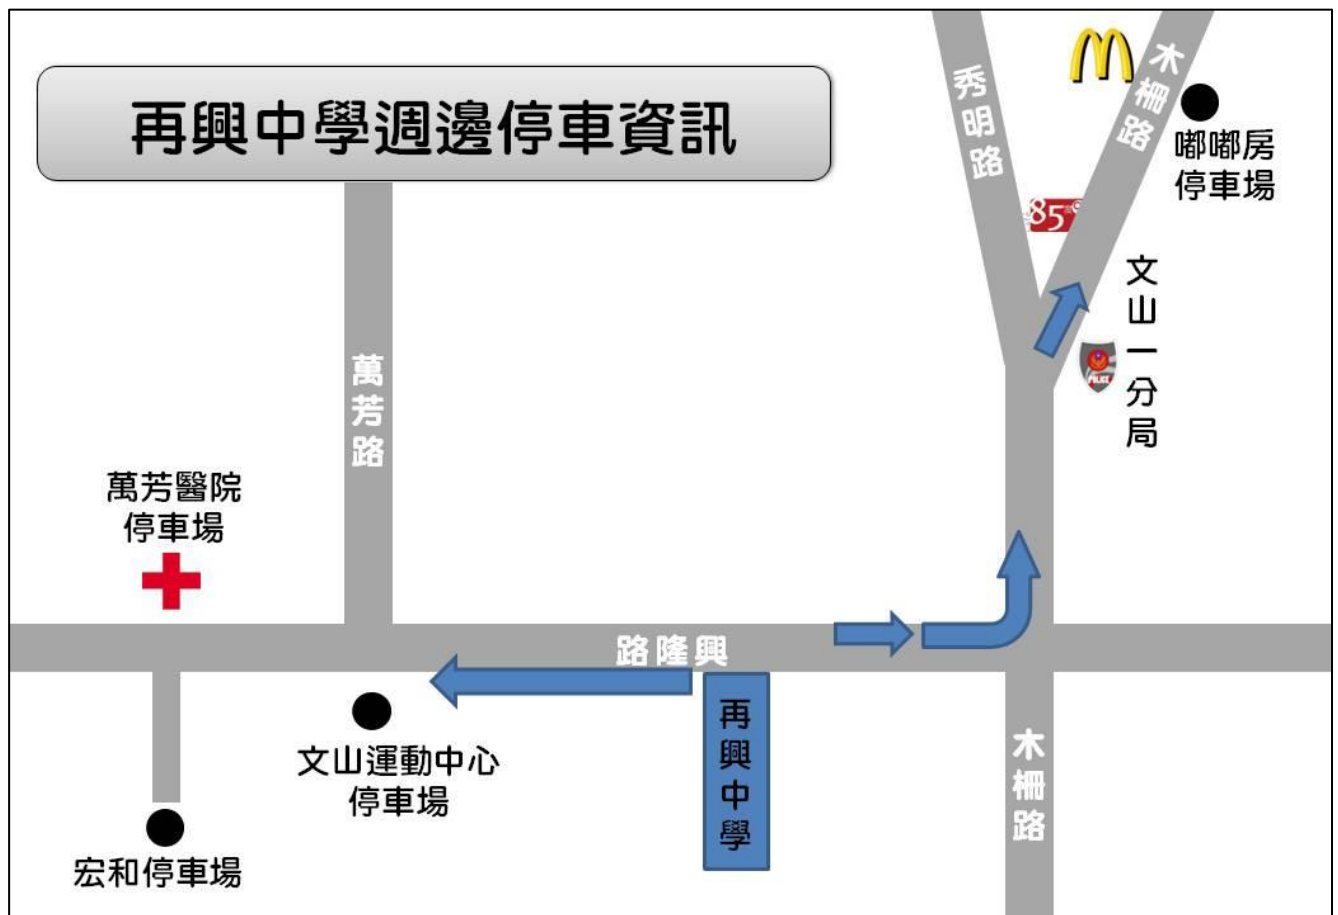 再興中學週邊停車資訊
秀明路
木柵路
嘟嘟房
停車場
85
文山一分局
POLICE
萬芳路
萬芳醫院
停車場
路隆興
再興中學
木柵路
文山運動中心
停車場
宏和停車場